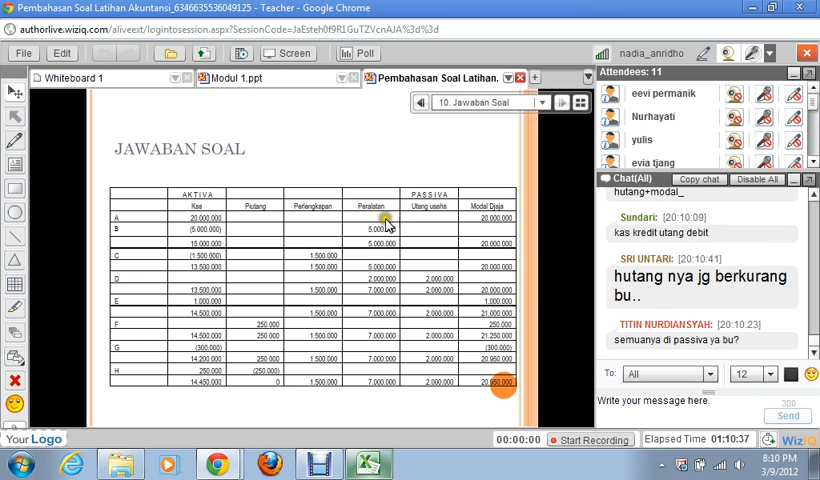 Pembahasan Soal Latihan Akuntansi_6346635536049125 - Teacher - Google Chrome
authorlive.wiziq.com/aliveext/logintosession.aspx?SessionCode=JaEsteh0f9R1GuTZVcnAJA%3d%3d
File Edit Screen Poll nadia_anridho
Whiteboard 1 Modul 1.ppt Pembahasan Soal Latihan.
10. Jawaban Soal
JAWABAN SOAL
AKTIVA PASSIVA
Kas Piutang Perlengkapan Peralatan Utang usaha Modal Djaja
A 20.000.000 20.000.000
B (5.000.000) 5.000.000
15.000.000 5.000.000 20.000.000
C (1.500.000) 1.500.000
13.500.000 1.500.000 5.000.000 20.000.000
D 2.000.000 2.000.000
13.500.000 1.500.000 7.000.000 2.000.000 20.000.000
E 1.000.000 1.000.000
14.500.000 1.500.000 7.000.000 2.000.000 21.000.000
F 250.000 250.000
14.500.000 250.000 1.500.000 7.000.000 2.000.000 21.250.000
G (300.000) (300.000)
14.200.000 250.000 1.500.000 7.000.000 2.000.000 20.950.000
H 250.000 (250.000)
14.450.000 0 1.500.000 7.000.000 2.000.000 20.950.000
Attendees: 11
eevi permanik
Nurhayati
yulis
evia tjang
Chat(All) Copy chat Disable All
hutang+modal_
Sundari: 20:10:09]
kas kredit utang debit
SRI UNTARI: 20:10:41]
hutang nya jg berkurang
bu..
TITIN NURDIANSYAH: 20:10:23]
semuanya di passiva ya bu?
To: All 12
Write your message here.
300
Send
Your Logo 00:00:00 Start Recording Elapsed Time 01:10:37 WizIQ
8:10 PM
3/9/2012